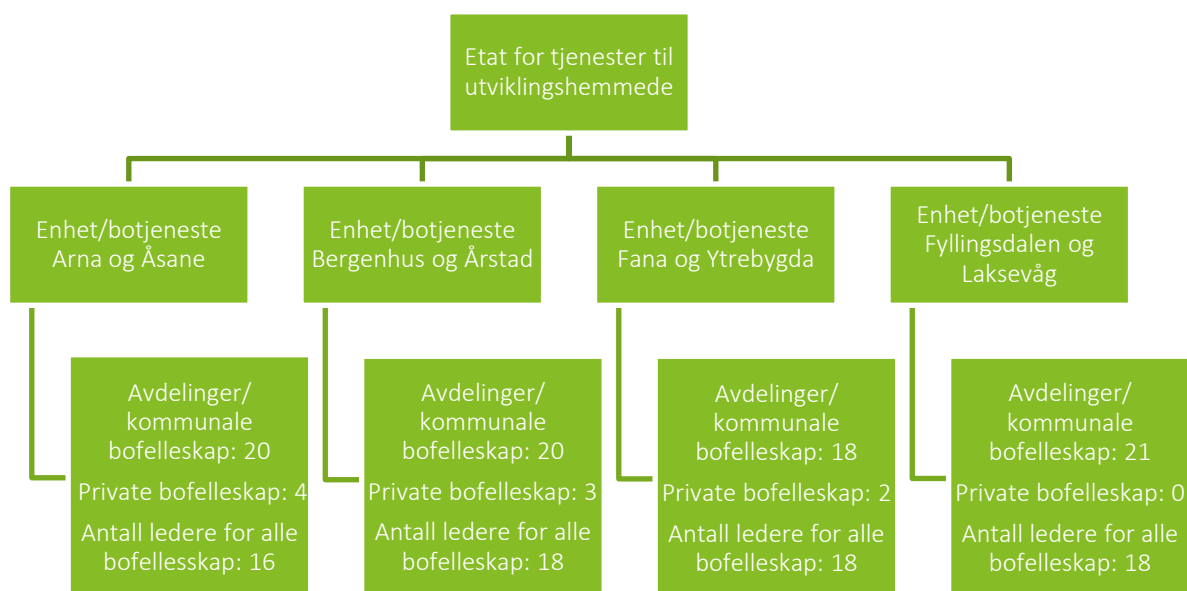 Etat for tjenester til
utviklingshemmede
Enhet/botjeneste
Arna og Åsane
Enhet/botjeneste
Bergenhus og Årstad
Enhet/botjeneste
Fana og Ytrebygda
Enhet/botjeneste
Fyllingsdalen og
Laksevåg
Avdelinger/
kommunale
bofelleskap: 20
Private bofelleskap: 4
Antall ledere for alle
bofellesskap: 16
Avdelinger/
kommunale
bofelleskap: 20
Private bofelleskap: 3
Antall ledere for alle
bofelleskap: 18
Avdelinger/
kommunale
bofelleskap: 18
Private bofelleskap: 2
Antall ledere for alle
bofelleskap: 18
Avdelinger/
kommunale
bofelleskap: 21
Private bofelleskap: 0
Antall ledere for alle
bofelleskap: 18